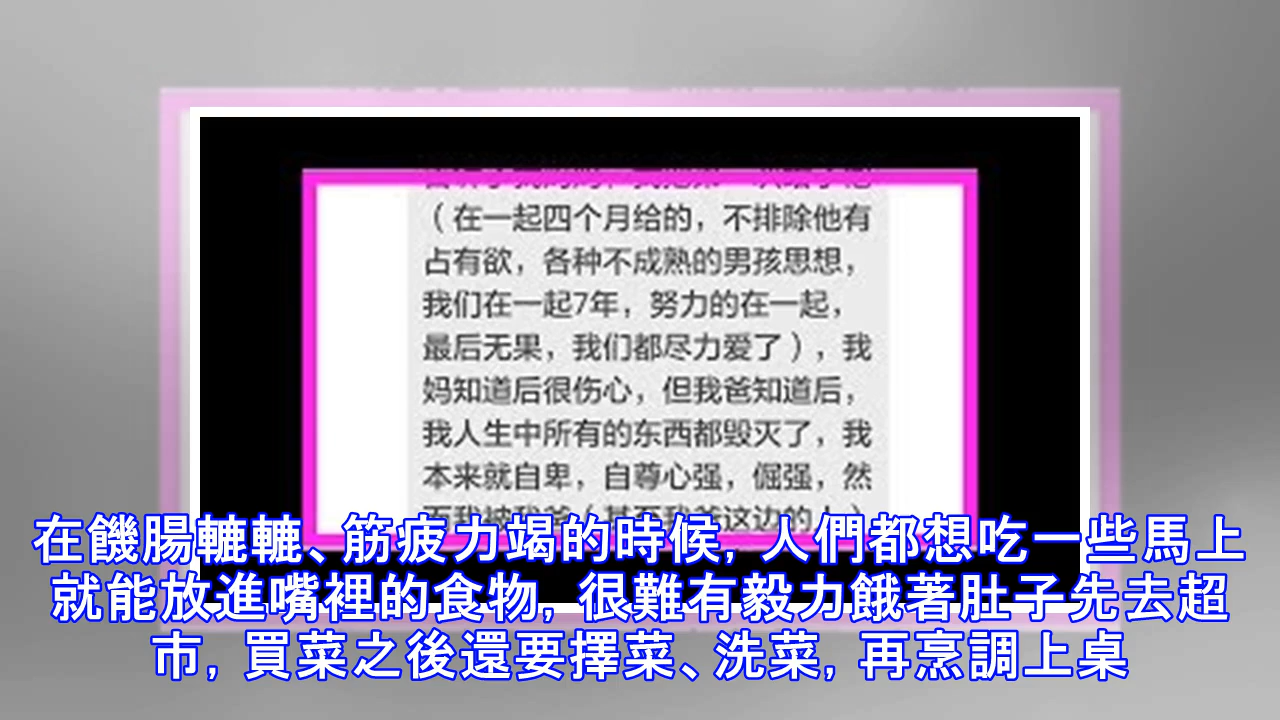 （在一起四个月给的，不排除他有
占有欲，各种不成熟的男孩思想，
我们在一起7年，努力的在一起，
最后无果，我们都尽力爱了），我
妈知道后很伤心，但我爸知道后，
我人生中所有的东西都毁灭了，我
本来就自卑，自尊心强，倔强，然
在饑腸轆轆、筋疲力竭的時候，人們都想吃一些馬上
就能放進嘴裡的食物，很難有毅力餓著肚子先去超
市，買菜之後還要擇菜、洗菜，再烹調上桌